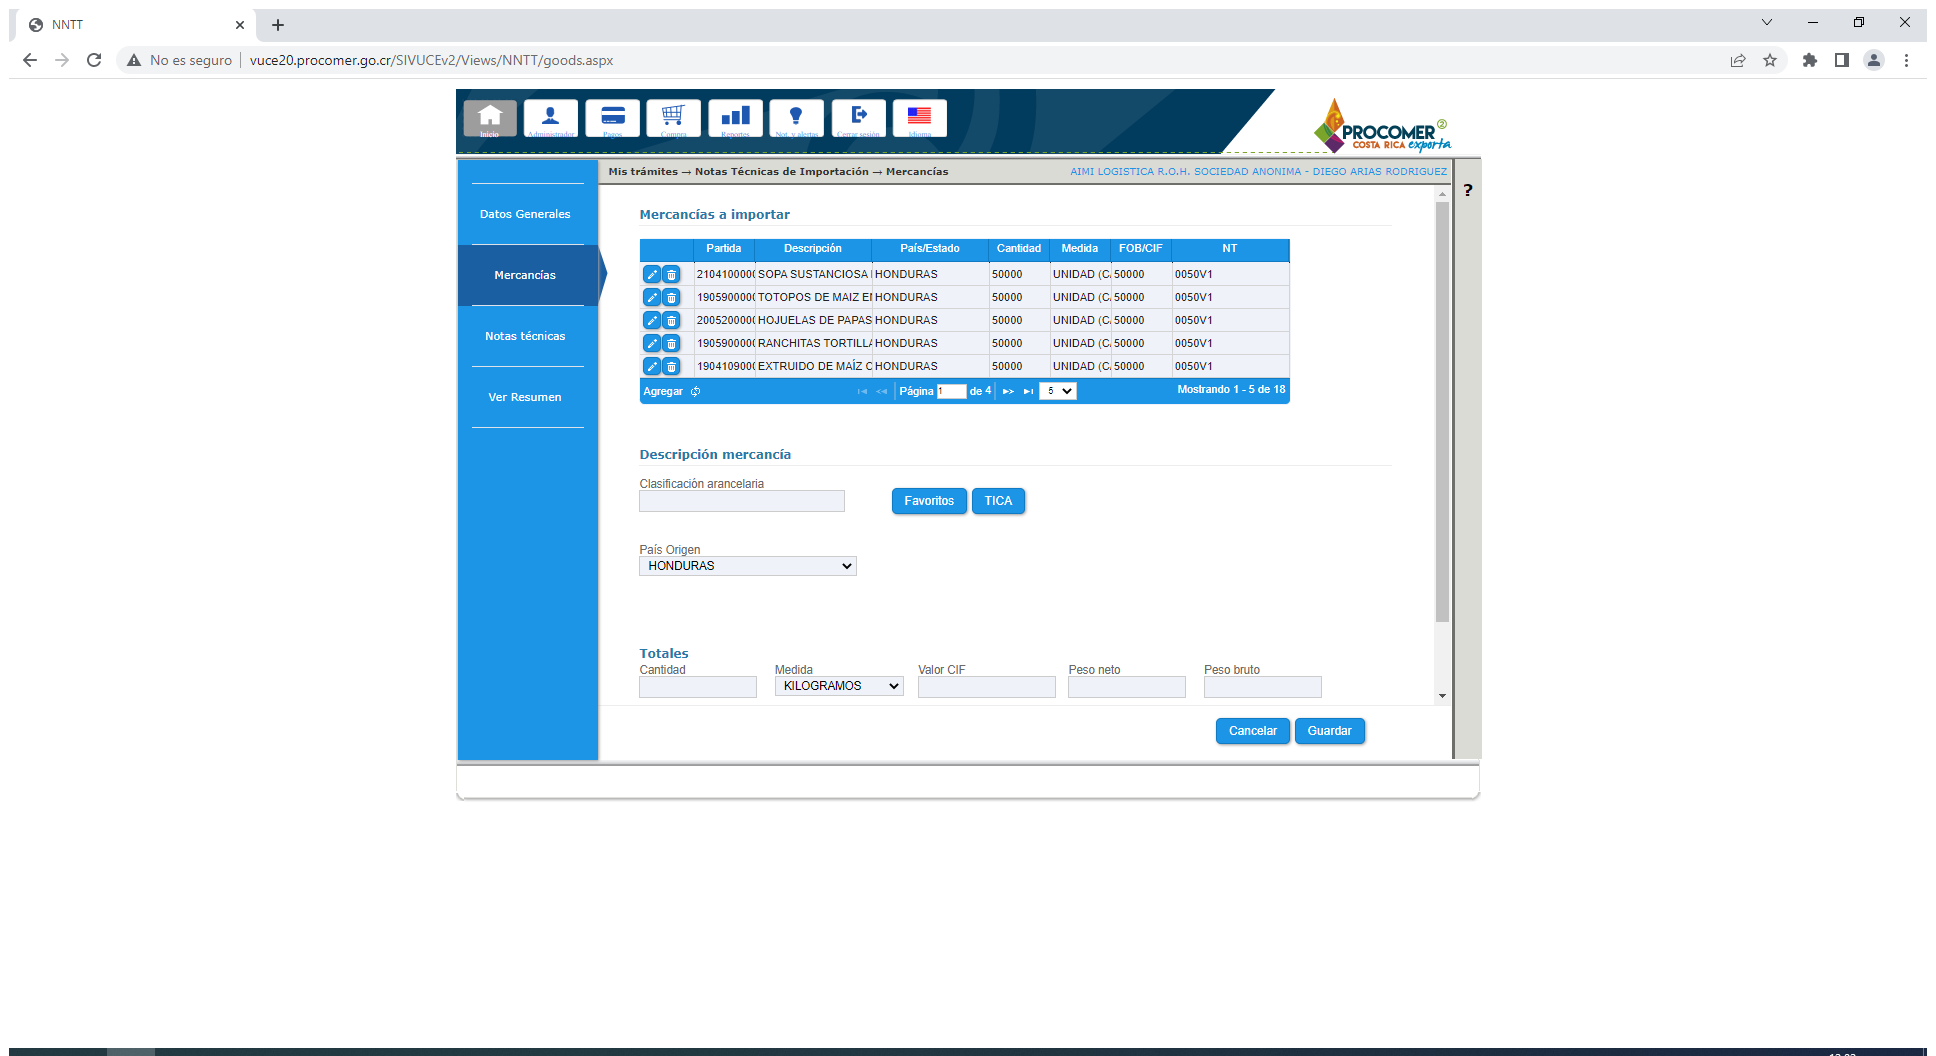 NNTT
No es seguro
vuce20.procomer.go.cr/SIVUCEv2/Views/NNTT/goods.aspx
Inicio
Administrador
Pagos
Compra
Reportes
Not. y alertas
Cerrar sesión
Idioma
PROCOMER
COSTA RICA exporta
Mis trámites → Notas Técnicas de Importación → Mercancías
AIMI LOGISTICA R.O.H. SOCIEDAD ANONIMA - DIEGO ARIAS RODRIGUEZ
?
Datos Generales
Mercancías
Notas técnicas
Ver Resumen
Mercancías a importar
Partida Descripción País/Estado Cantidad Medida FOB/CIF NT
2104100000 SOPA SUSTANCIOSA HONDURAS 50000 UNIDAD (C 50000 0050V1
1905900000 TOTOPOS DE MAIZ HONDURAS 50000 UNIDAD (C 50000 0050V1
2005200000 HOJUELAS DE PAPAS HONDURAS 50000 UNIDAD (C 50000 0050V1
1905900000 RANCHITAS TORTILLA HONDURAS 50000 UNIDAD (C 50000 0050V1
1904109000 EXTRUIDO DE MAÍZ HONDURAS 50000 UNIDAD (C 50000 0050V1
Agregar Página 1 de 4 5 Mostrando 1 - 5 de 18
Descripción mercancía
Clasificación arancelaria
Favoritos TICA
País Origen
HONDURAS
Totales
Cantidad Medida Valor CIF Peso neto Peso bruto
KILOGRAMOS
Cancelar Guardar